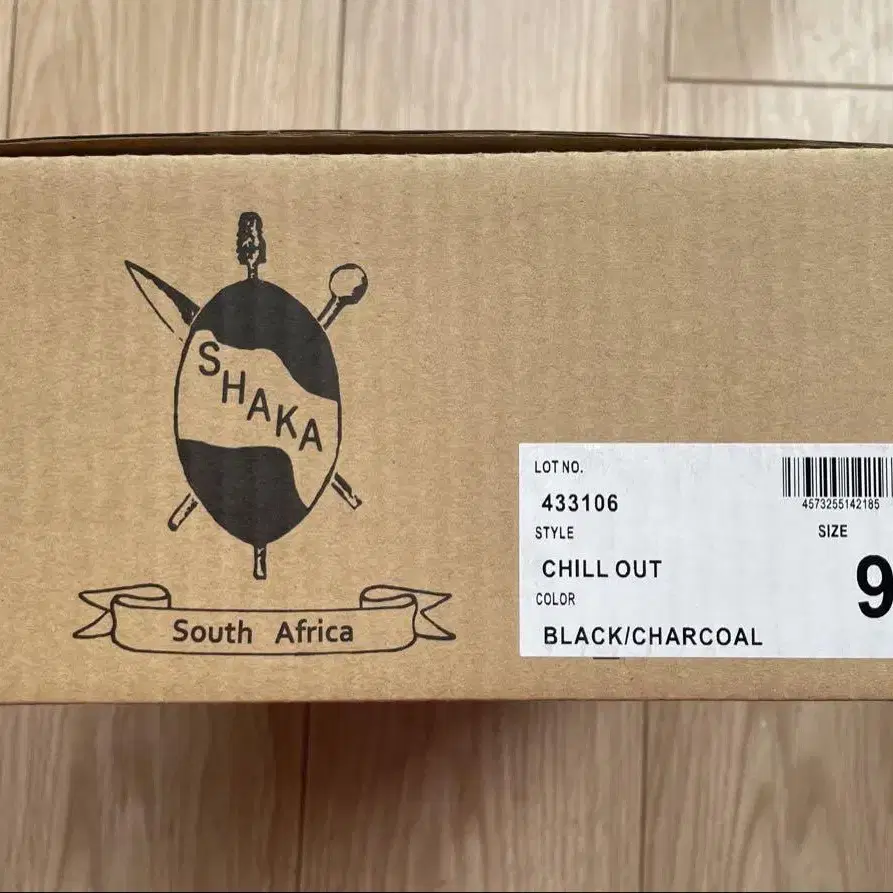 SHAKA
South Africa
LOT NO.
433106
4573255142185
STYLE
SIZE
CHILL OUT
9
COLOR
BLACK/CHARCOAL